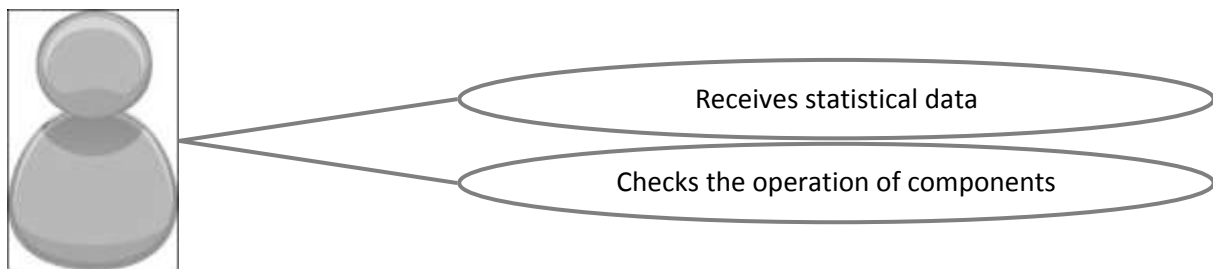 Receives statistical data
Checks the operation of components